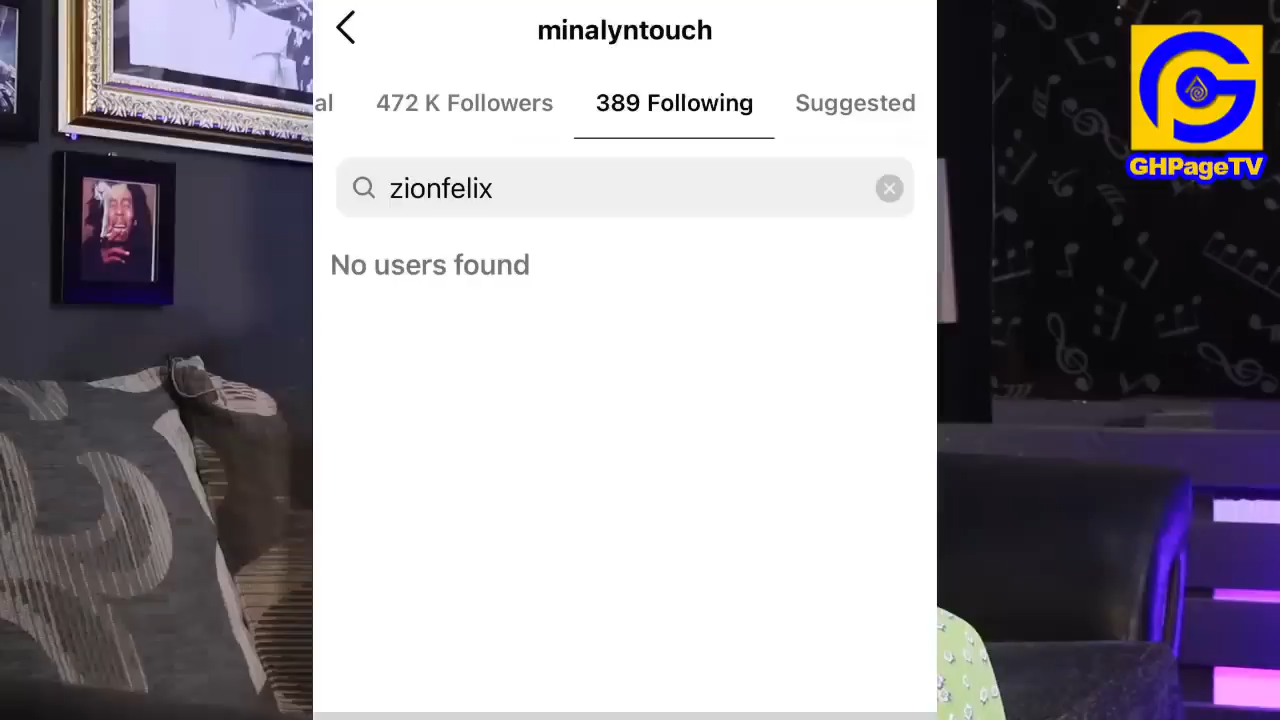 minalyntouch
al
472 K Followers
389 Following
Suggested
zionfelix
No users found
GHPageTV